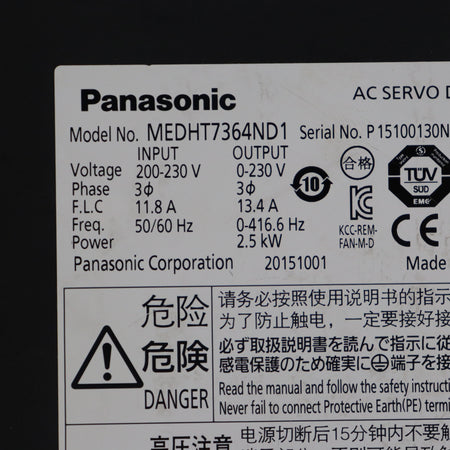 Panasonic AC SERVO D
Model No. MEDHT7364ND1 Serial No. P15100130N
INPUT OUTPUT
Voltage 200-230 V 0-230 V
Phase 3ϕ 3ϕ
F.L.C 11.8 A 13.4 A
Freq. 50/60 Hz 0-416.6 Hz
Power 2.5 kW
合格
10
TÜV
SÜD
EMC
KCC-REM-
FAN-M-D
CE
Panasonic Corporation 20151001 Made
危险
危険
DANGER
请务必按照使用说明书的指示
为了防止触电，一定要接好接
必ず取扱説明書を読んで指示に従
感電保護のため確実に⏚端子を接
Read the manual and follow the safety instructi
Never fail to connect Protective Earth(PE) termi
高圧注意 电源切断后15分钟内不要触